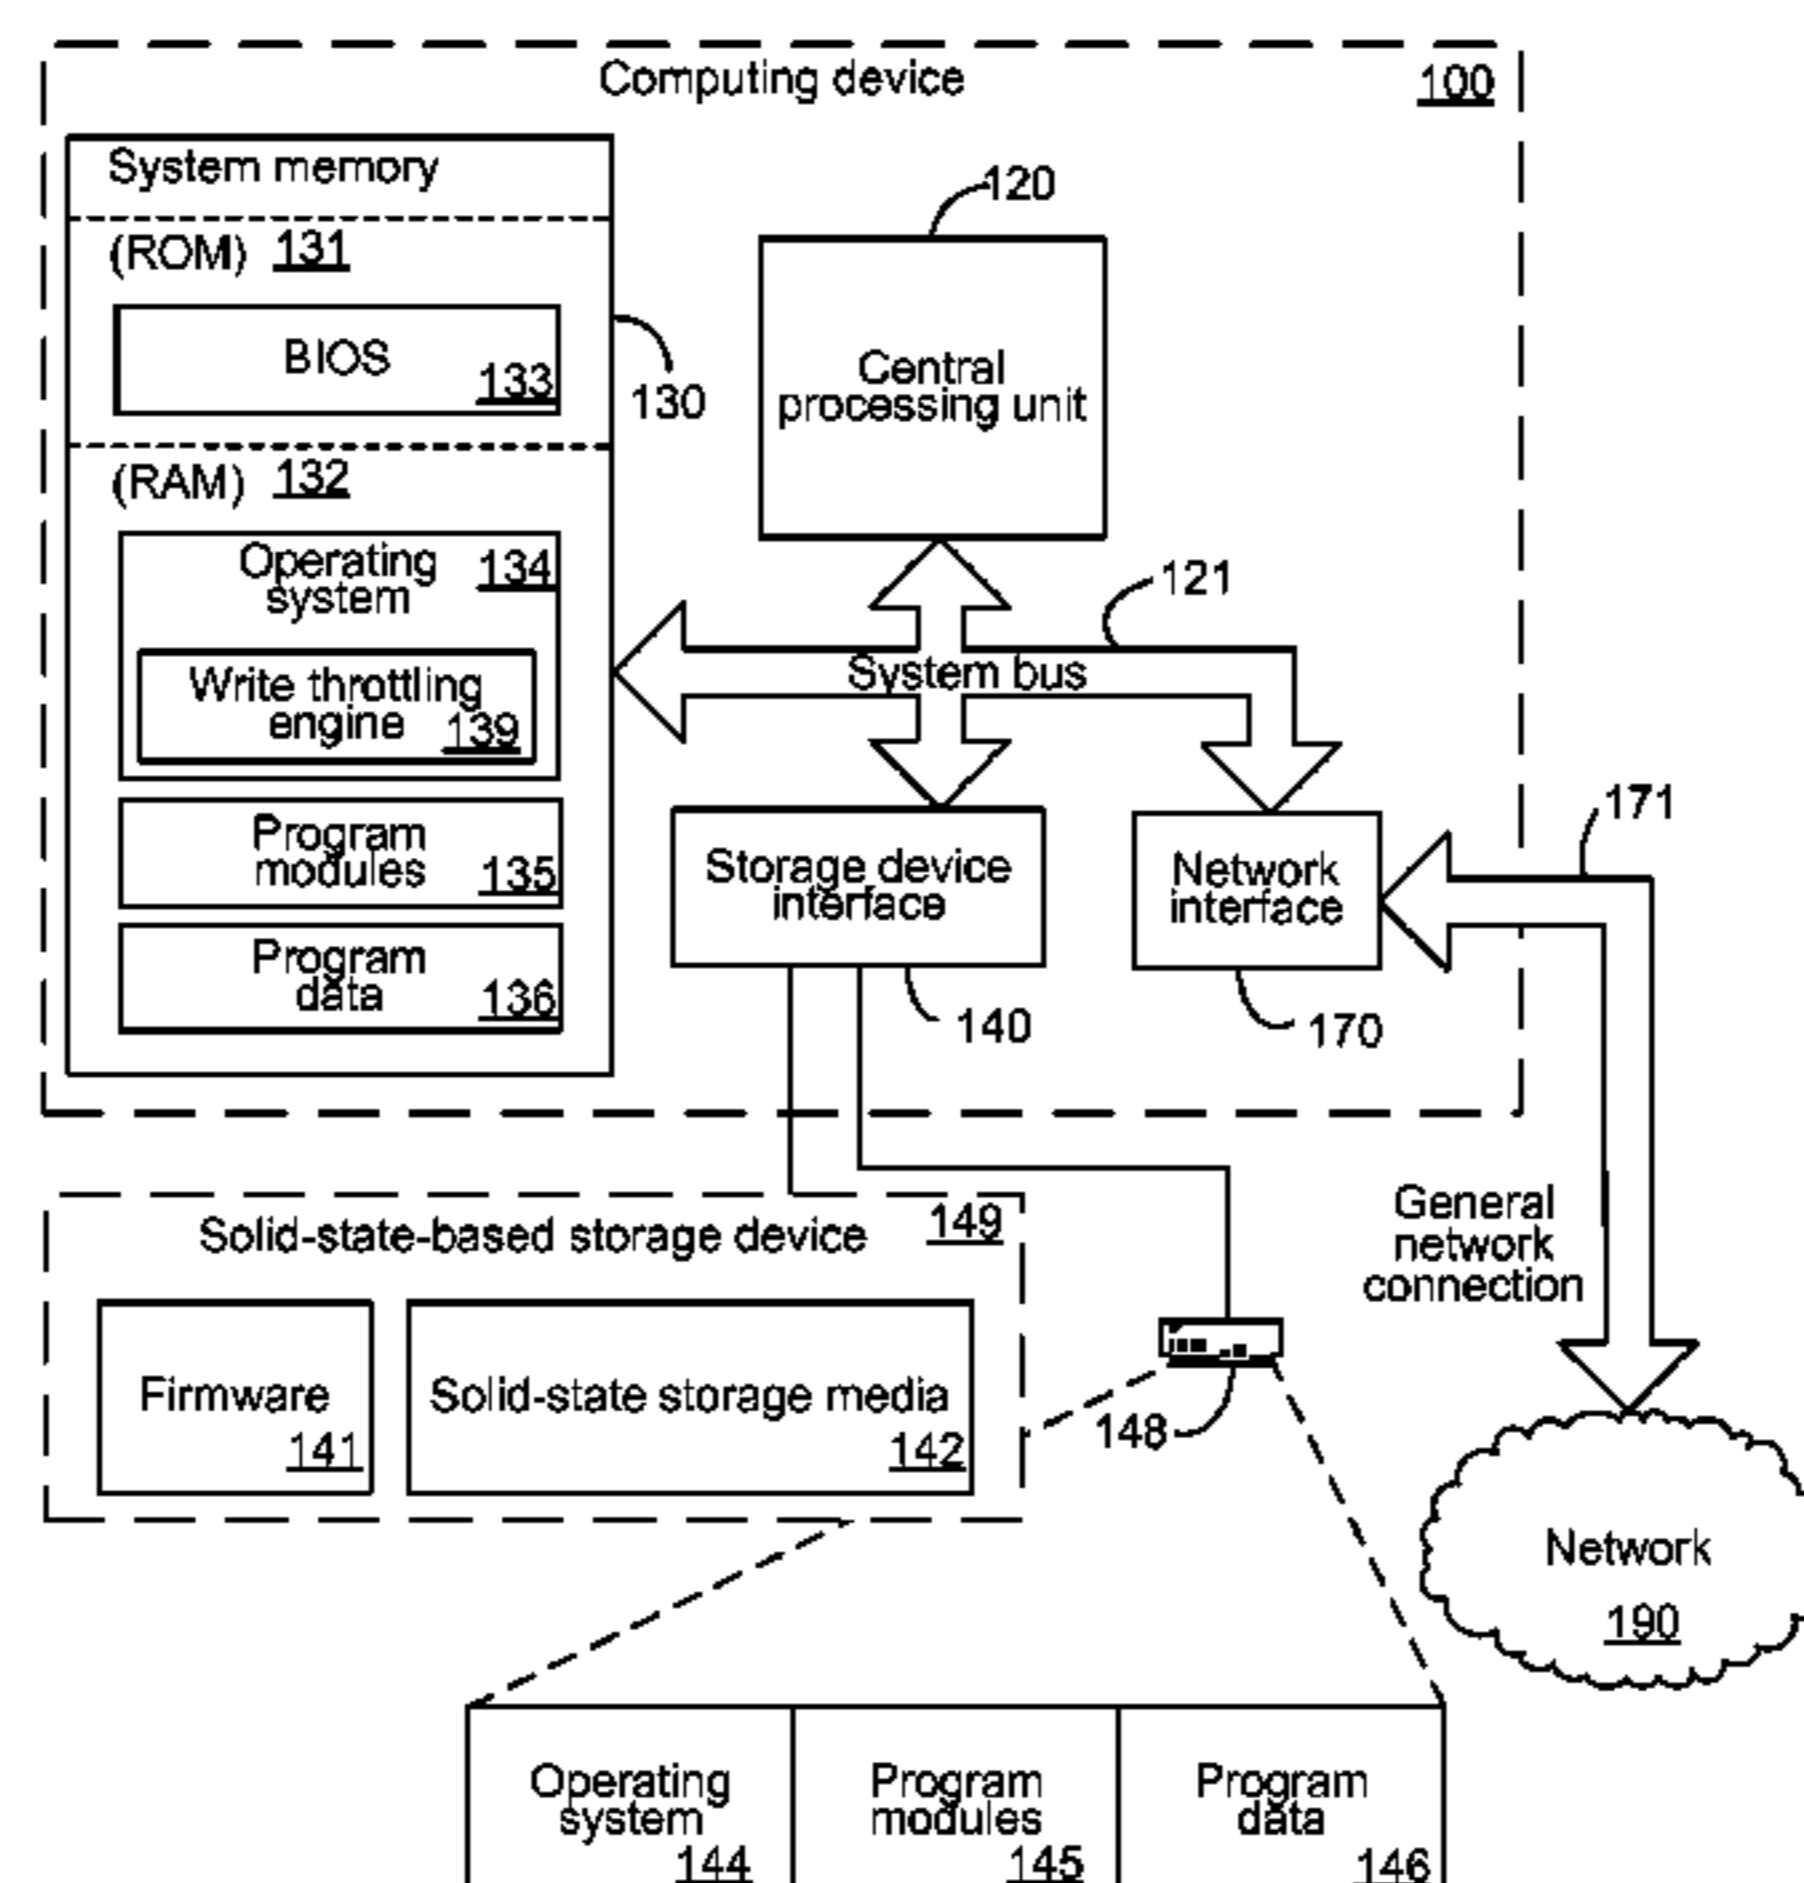 Computing device
100
System memory
(ROM) 131
BIOS
133
130
(RAM) 132
Operating
system
134
Write throttling
engine
139
Program
modules
135
Program
data
136
120
Central
processing unit
121
System bus
Storage device
interface
140
Network
interface
170
171
Solid-state-based storage device
149
Firmware
141
Solid-state storage media
142
148
General
network
connection
Network
190
Operating
system
144
Program
modules
145
Program
data
146